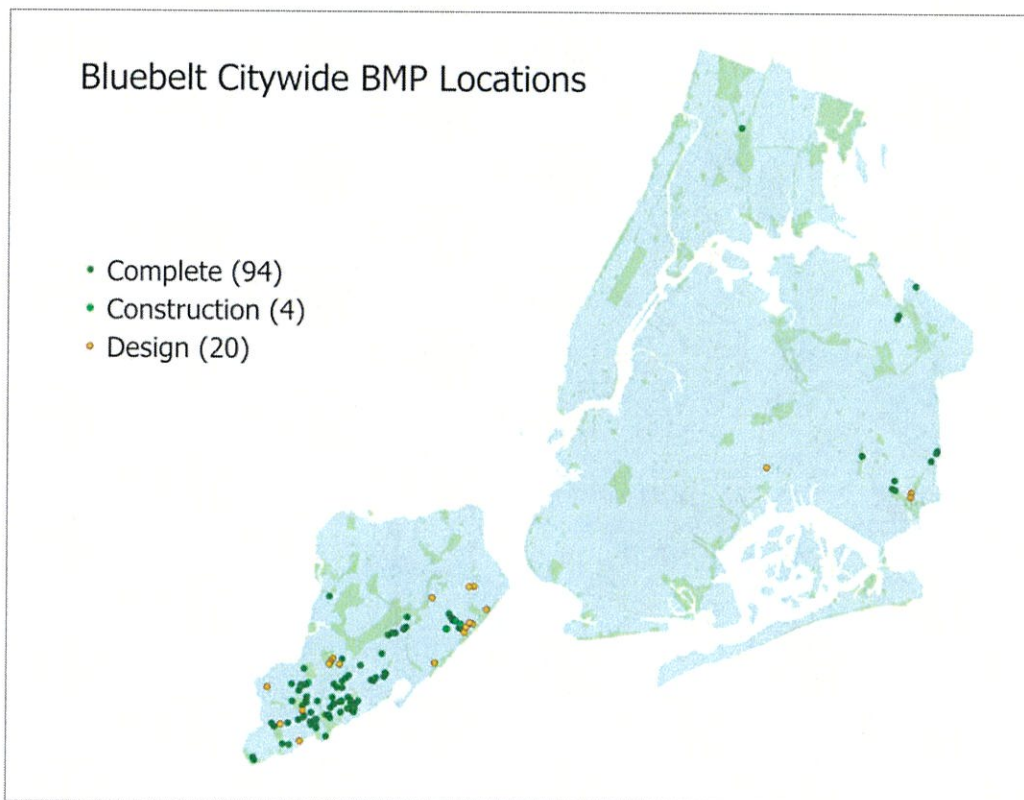 Bluebelt Citywide BMP Locations
Complete (94)
Construction (4)
Design (20)